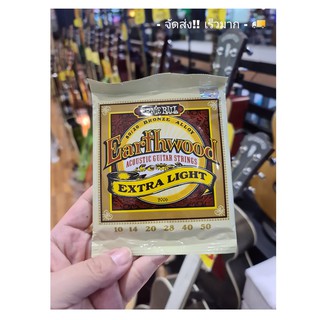 - จัดส่ง!! เร็วมาก - 🚚
ERNIE BALL
80/20 BRONZE ALLOY
Earthwood
ACOUSTIC GUITAR STRINGS
EXTRA LIGHT
10 14 20 28 40 50